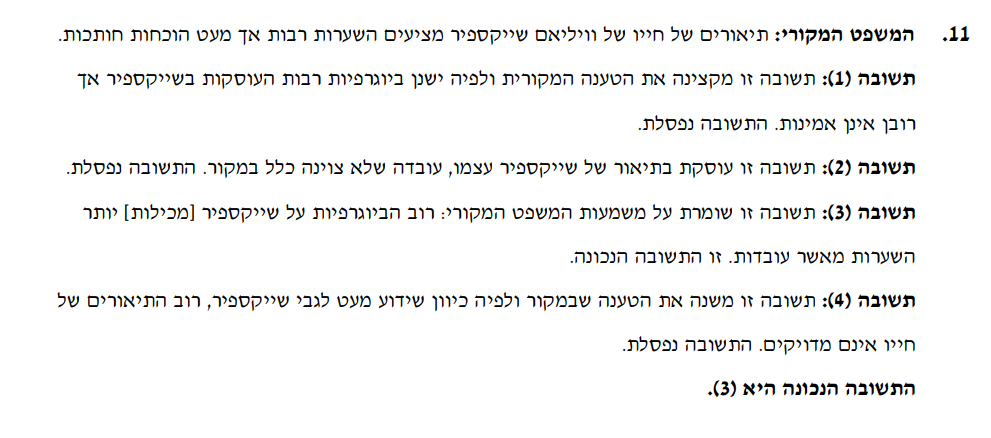 11. המשפט המקורי: תיאורים של חייו של וויליאם שייקספיר מציעים השערות רבות אך מעט הוכחות חותכות.
תשובה (1): תשובה זו מקצינה את הטענה המקורית ולפיה ישנן ביוגרפיות רבות העוסקות בשייקספיר אך
רובן אינן אמינות. התשובה נפסלת.
תשובה (2): תשובה זו עוסקת בתיאור של שייקספיר עצמו, עובדה שלא צוינה כלל במקור. התשובה נפסלת.
תשובה (3): תשובה זו שומרת על משמעות המשפט המקורי: רוב הביוגרפיות על שייקספיר [מכילות] יותר
השערות מאשר עובדות. זו התשובה הנכונה.
תשובה (4): תשובה זו משנה את הטענה שבמקור ולפיה כיוון שידוע מעט לגבי שייקספיר, רוב התיאורים של
חייו אינם מדויקים. התשובה נפסלת.
התשובה הנכונה היא (3).